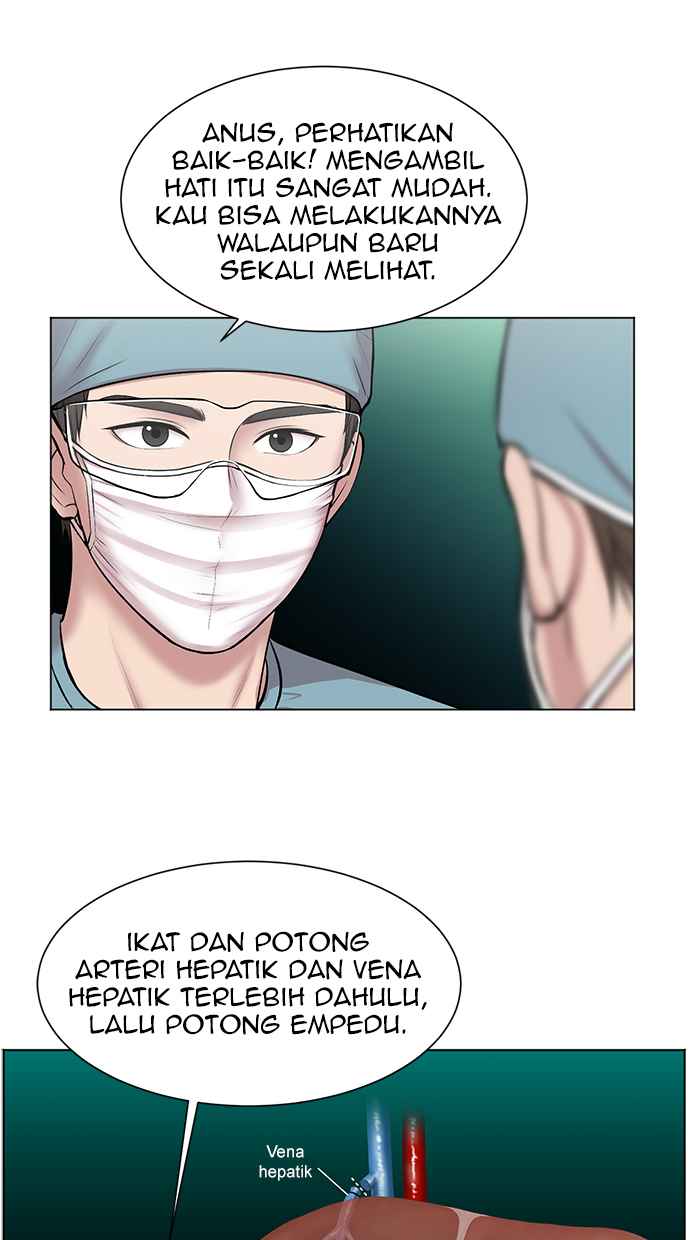 ANUS, PERHATIKAN
BAIK-BAIK! MENGAMBIL
HATI ITU SANGAT MUDAH.
KAU BISA MELAKUKANNYA
WALAUPUN BARU
SEKALI MELIHAT.
IKAT DAN POTONG
ARTERI HEPATIK DAN VENA
HEPATIK TERLEBIH DAHULU,
LALU POTONG EMPEDU.
Vena
hepatik